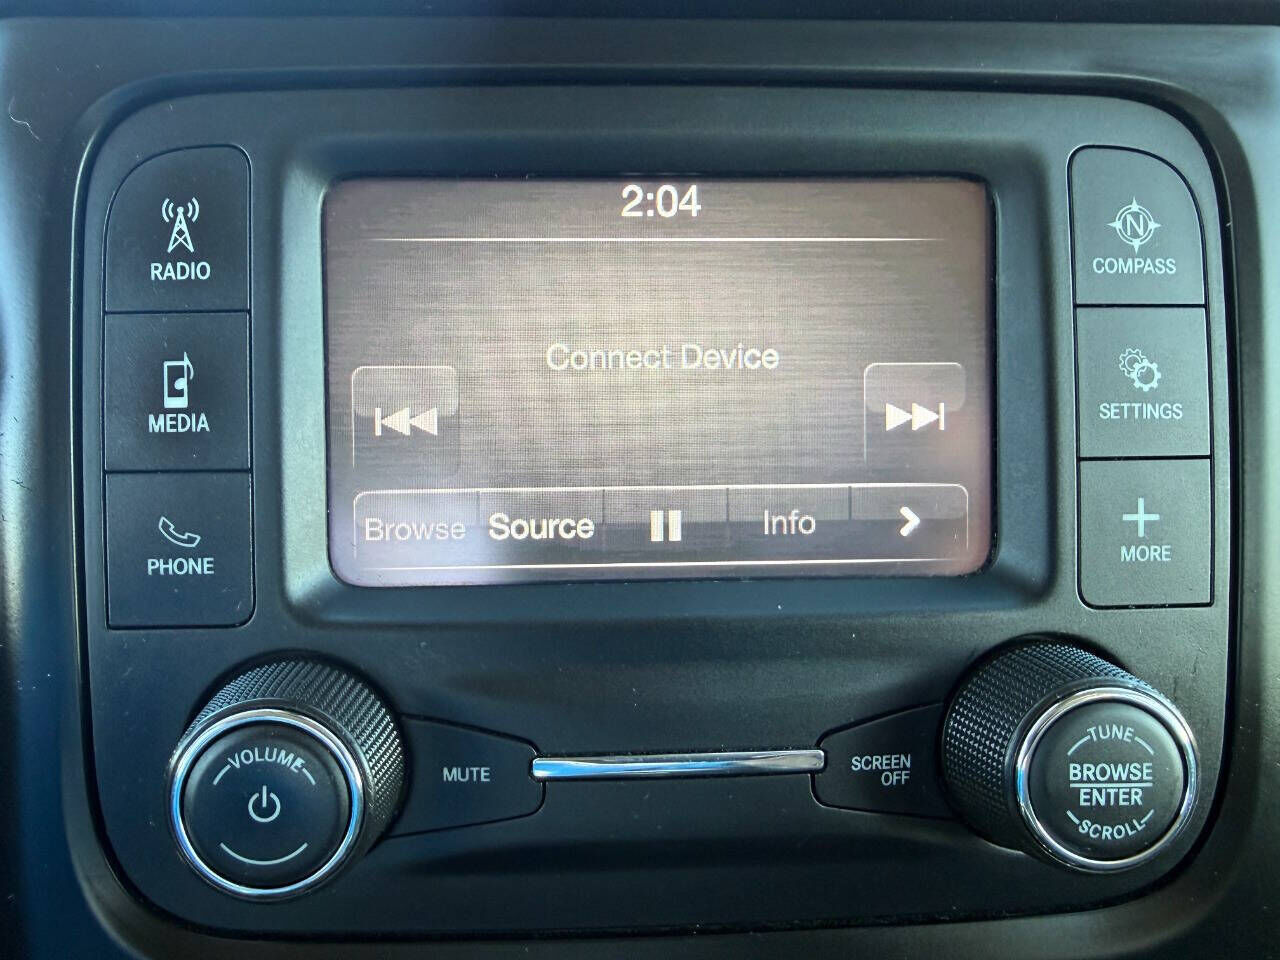 2:04
RADIO
N
COMPASS
Connect Device
MEDIA
SETTINGS
Browse Source Info
PHONE
MORE
VOLUME
MUTE
SCREEN
OFF
TUNE
BROWSE
ENTER
SCROLL